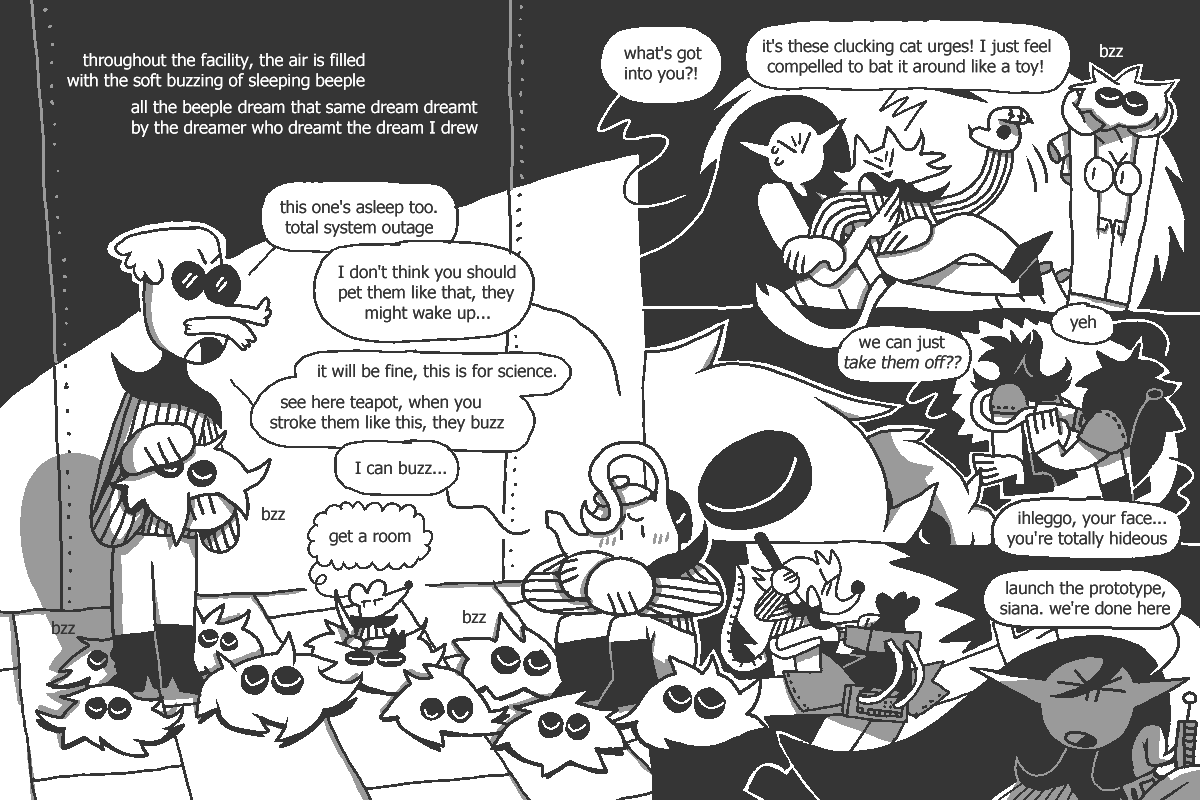 throughout the facility, the air is filled
with the soft buzzing of sleeping beeple
all the beeple dream that same dream dreamt
by the dreamer who dreamt the dream I drew
this one's asleep too.
total system outage
I don't think you should
pet them like that, they
might wake up...
it will be fine, this is for science.
see here teapot, when you
stroke them like this, they buzz
I can buzz...
bzz
get a room
bzz
bzz
what's got
into you?!
it's these clucking cat urges! I just feel
compelled to bat it around like a toy!
bzz
yeh
we can just
take them off??
ihleggo, your face...
you're totally hideous
launch the prototype,
siana. we're done here